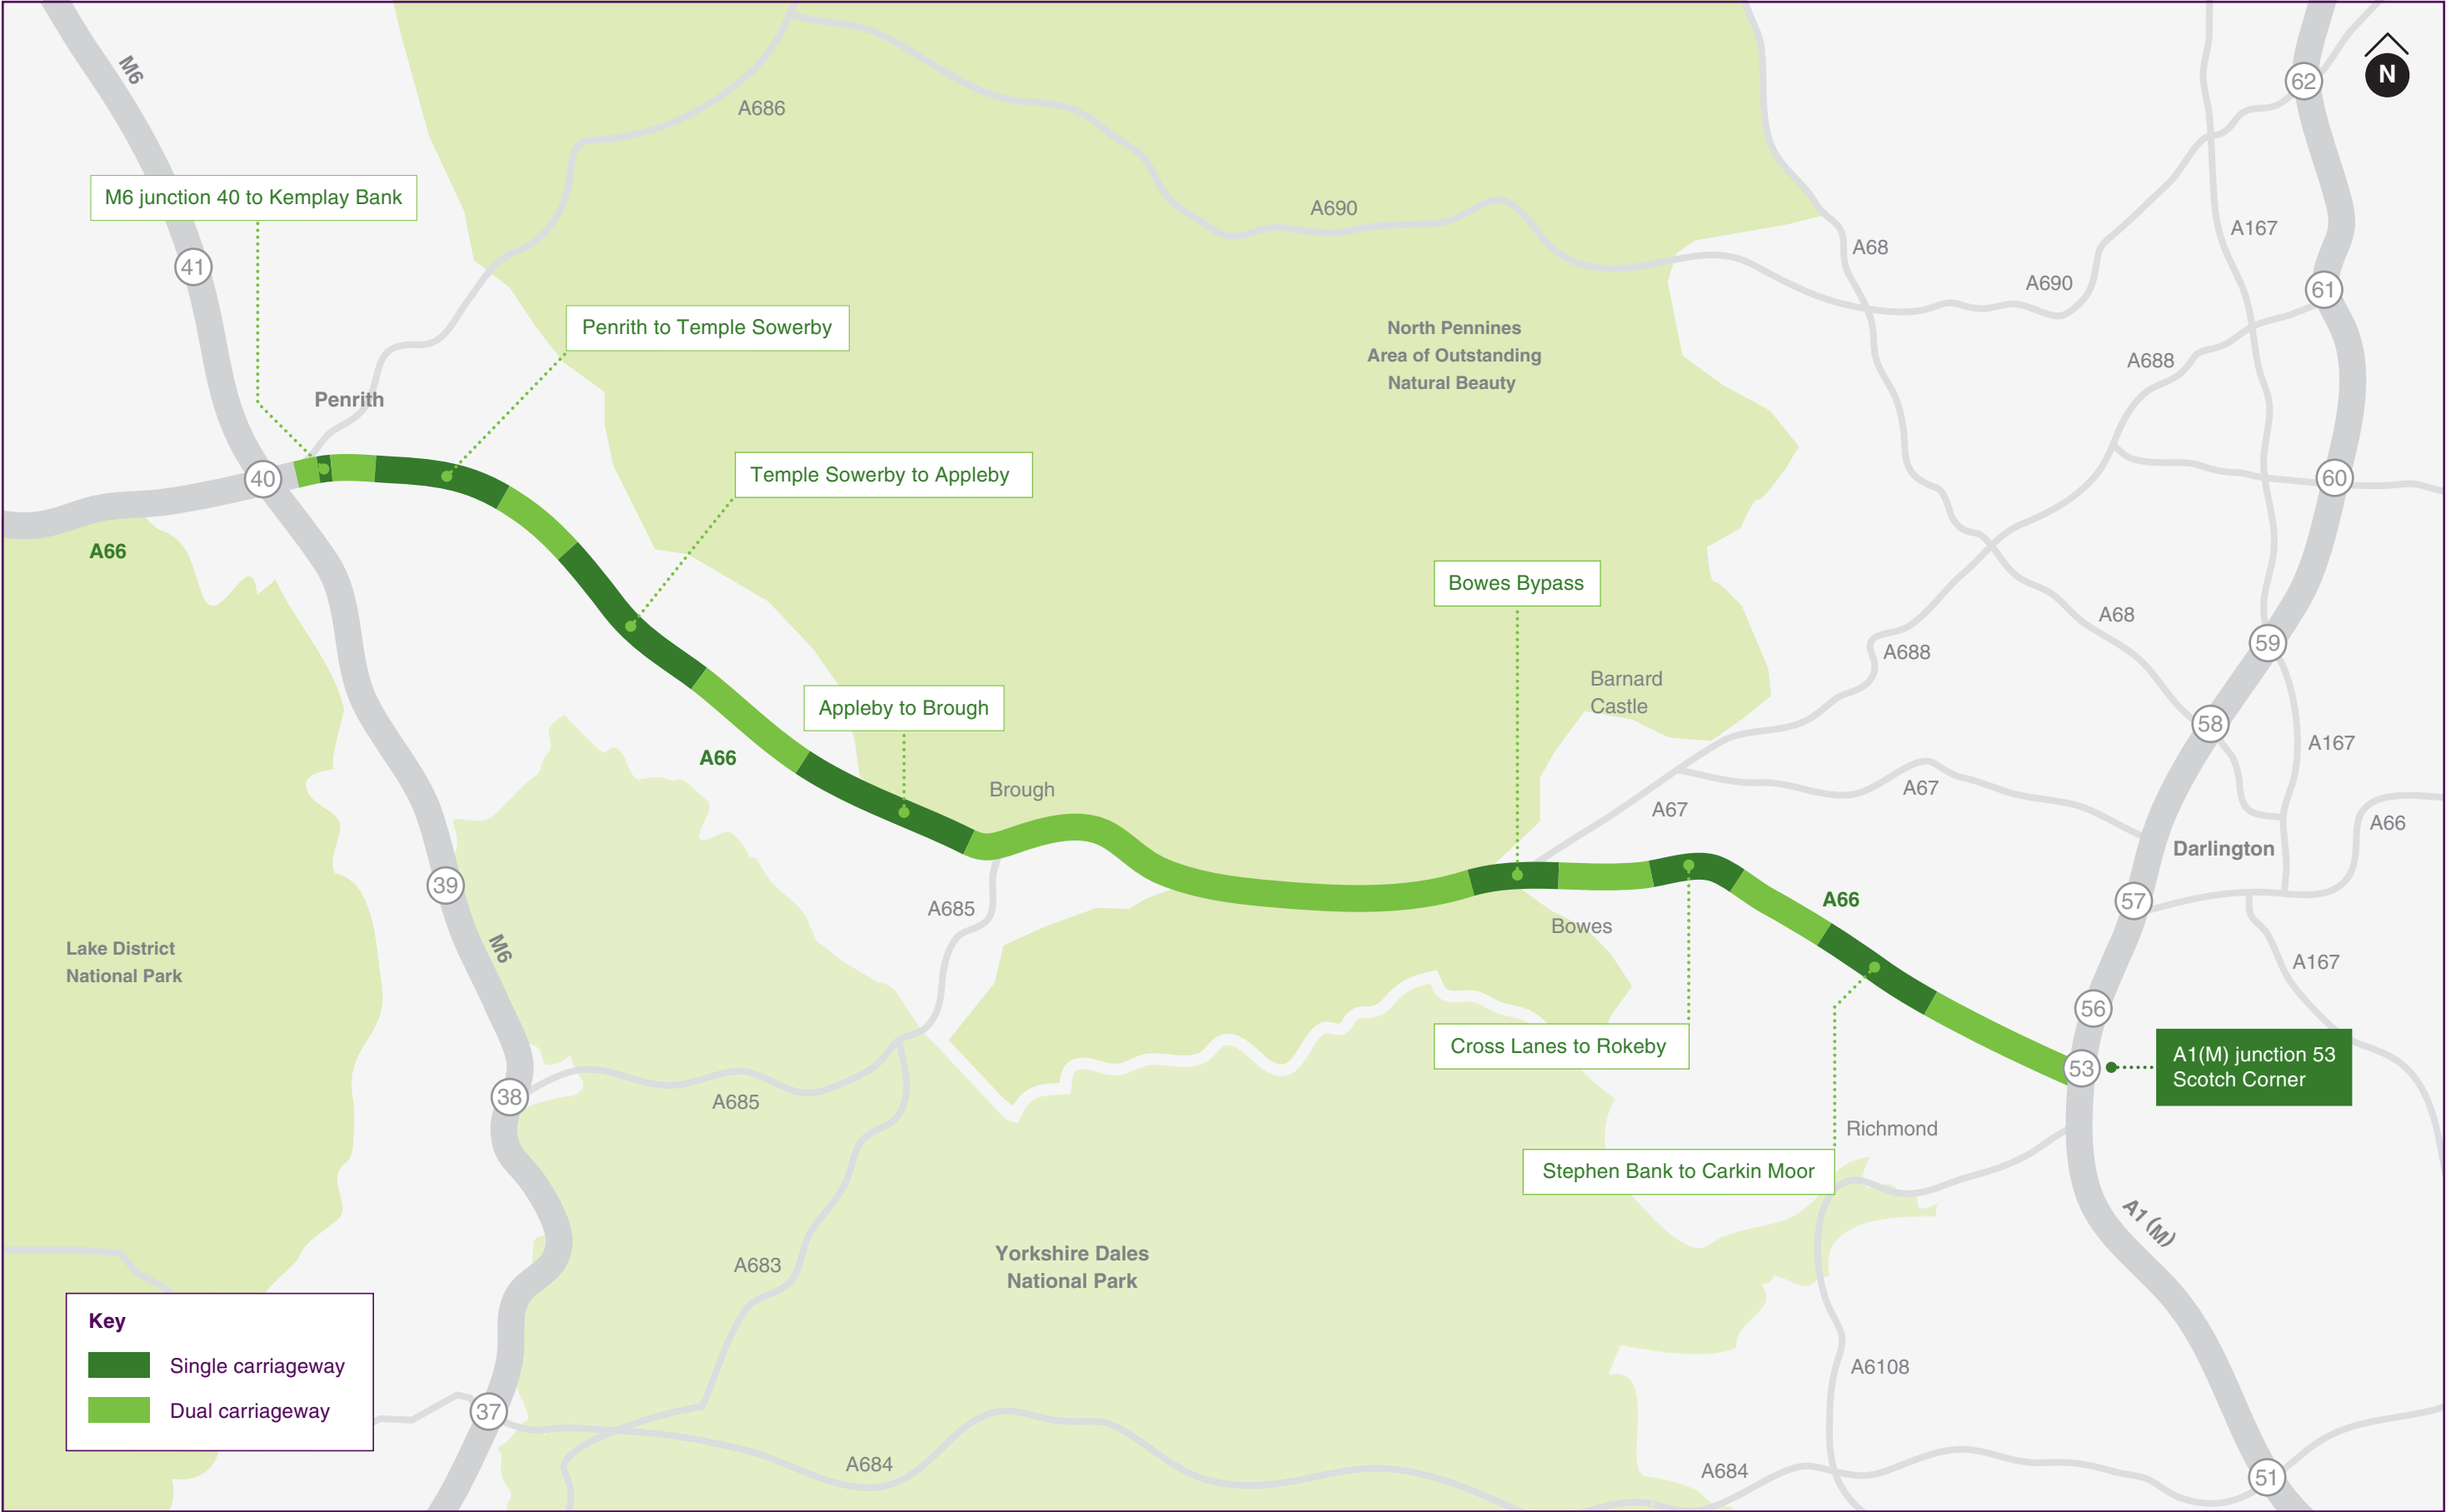 M6
N
62
A686
M6 junction 40 to Kemplay Bank
A690
A167
A68
41
A690
61
Penrith to Temple Sowerby
North Pennines
Area of Outstanding
Natural Beauty
A688
Penrith
Temple Sowerby to Appleby
40
60
A66
Bowes Bypass
A68
59
A688
Barnard
Castle
Appleby to Brough
58
A167
A66
Brough
A67
A67
A66
Darlington
39
A66
57
A685
Bowes
M6
Lake District
National Park
A167
56
Cross Lanes to Rokeby
53
A1(M) junction 53
Scotch Corner
38
A685
Richmond
Stephen Bank to Carkin Moor
A1 (M)
Yorkshire Dales
National Park
A683
Key
Single carriageway
Dual carriageway
A6108
37
A684
A684
51